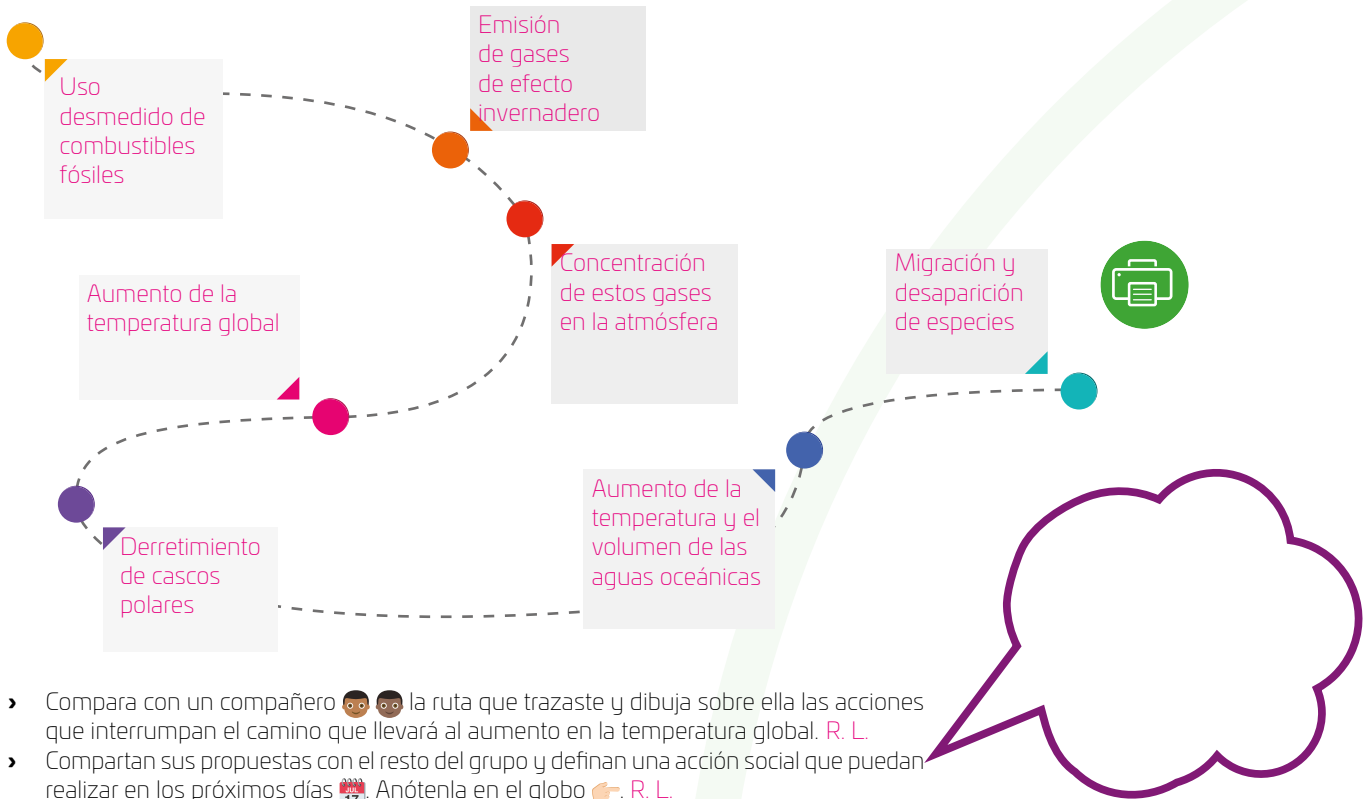 Uso
desmedido de
combustibles
fósiles
Emisión
de gases
de efecto
invernadero
Concentración
de estos gases
en la atmósfera
Aumento de la
temperatura global
Derretimiento
de cascos
polares
Aumento de la
temperatura y el
volumen de las
aguas oceánicas
Migración y
desaparición
de especies
› Compara con un compañero la ruta que trazaste y dibuja sobre ella las acciones
que interrumpan el camino que llevará al aumento en la temperatura global. R. L.
› Compartan sus propuestas con el resto del grupo y definan una acción social que puedan
realizar en los próximos días 📅. Anótenla en el globo 👉. R. L.